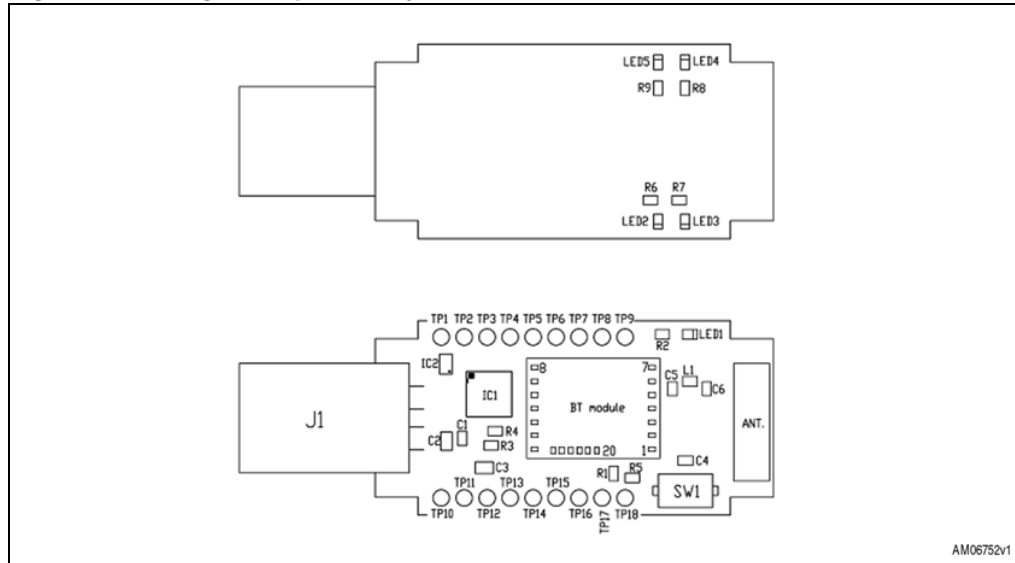 LED5 LED4
R9 R8
R6 R7
LED2 LED3
TP1 TP2 TP3 TP4 TP5 TP6 TP7 TP8 TP9
R2 LED1
IC2
8 7
C5 L1 C6
IC1
BT module
J1
ANT.
C2 C1 R4
R3
20 1
C3
R1 R5
C4
SW1
TP11 TP13 TP15
TP10 TP12 TP14 TP16 TP17 TP18
AM06752v1